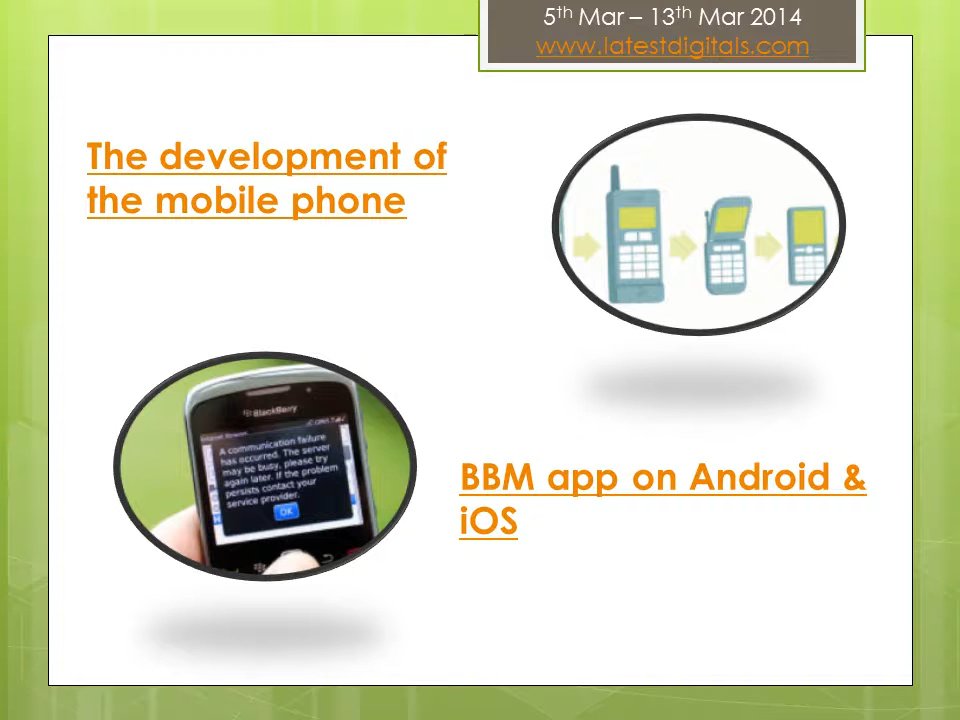 5th Mar – 13th Mar 2014
www.latestdigitals.com
The development of
the mobile phone
BlackBerry
A communication failure
has occurred. The server
may be busy, please try
again later. If the problem
persists contact your
service provider.
OK
BBM app on Android &
iOS